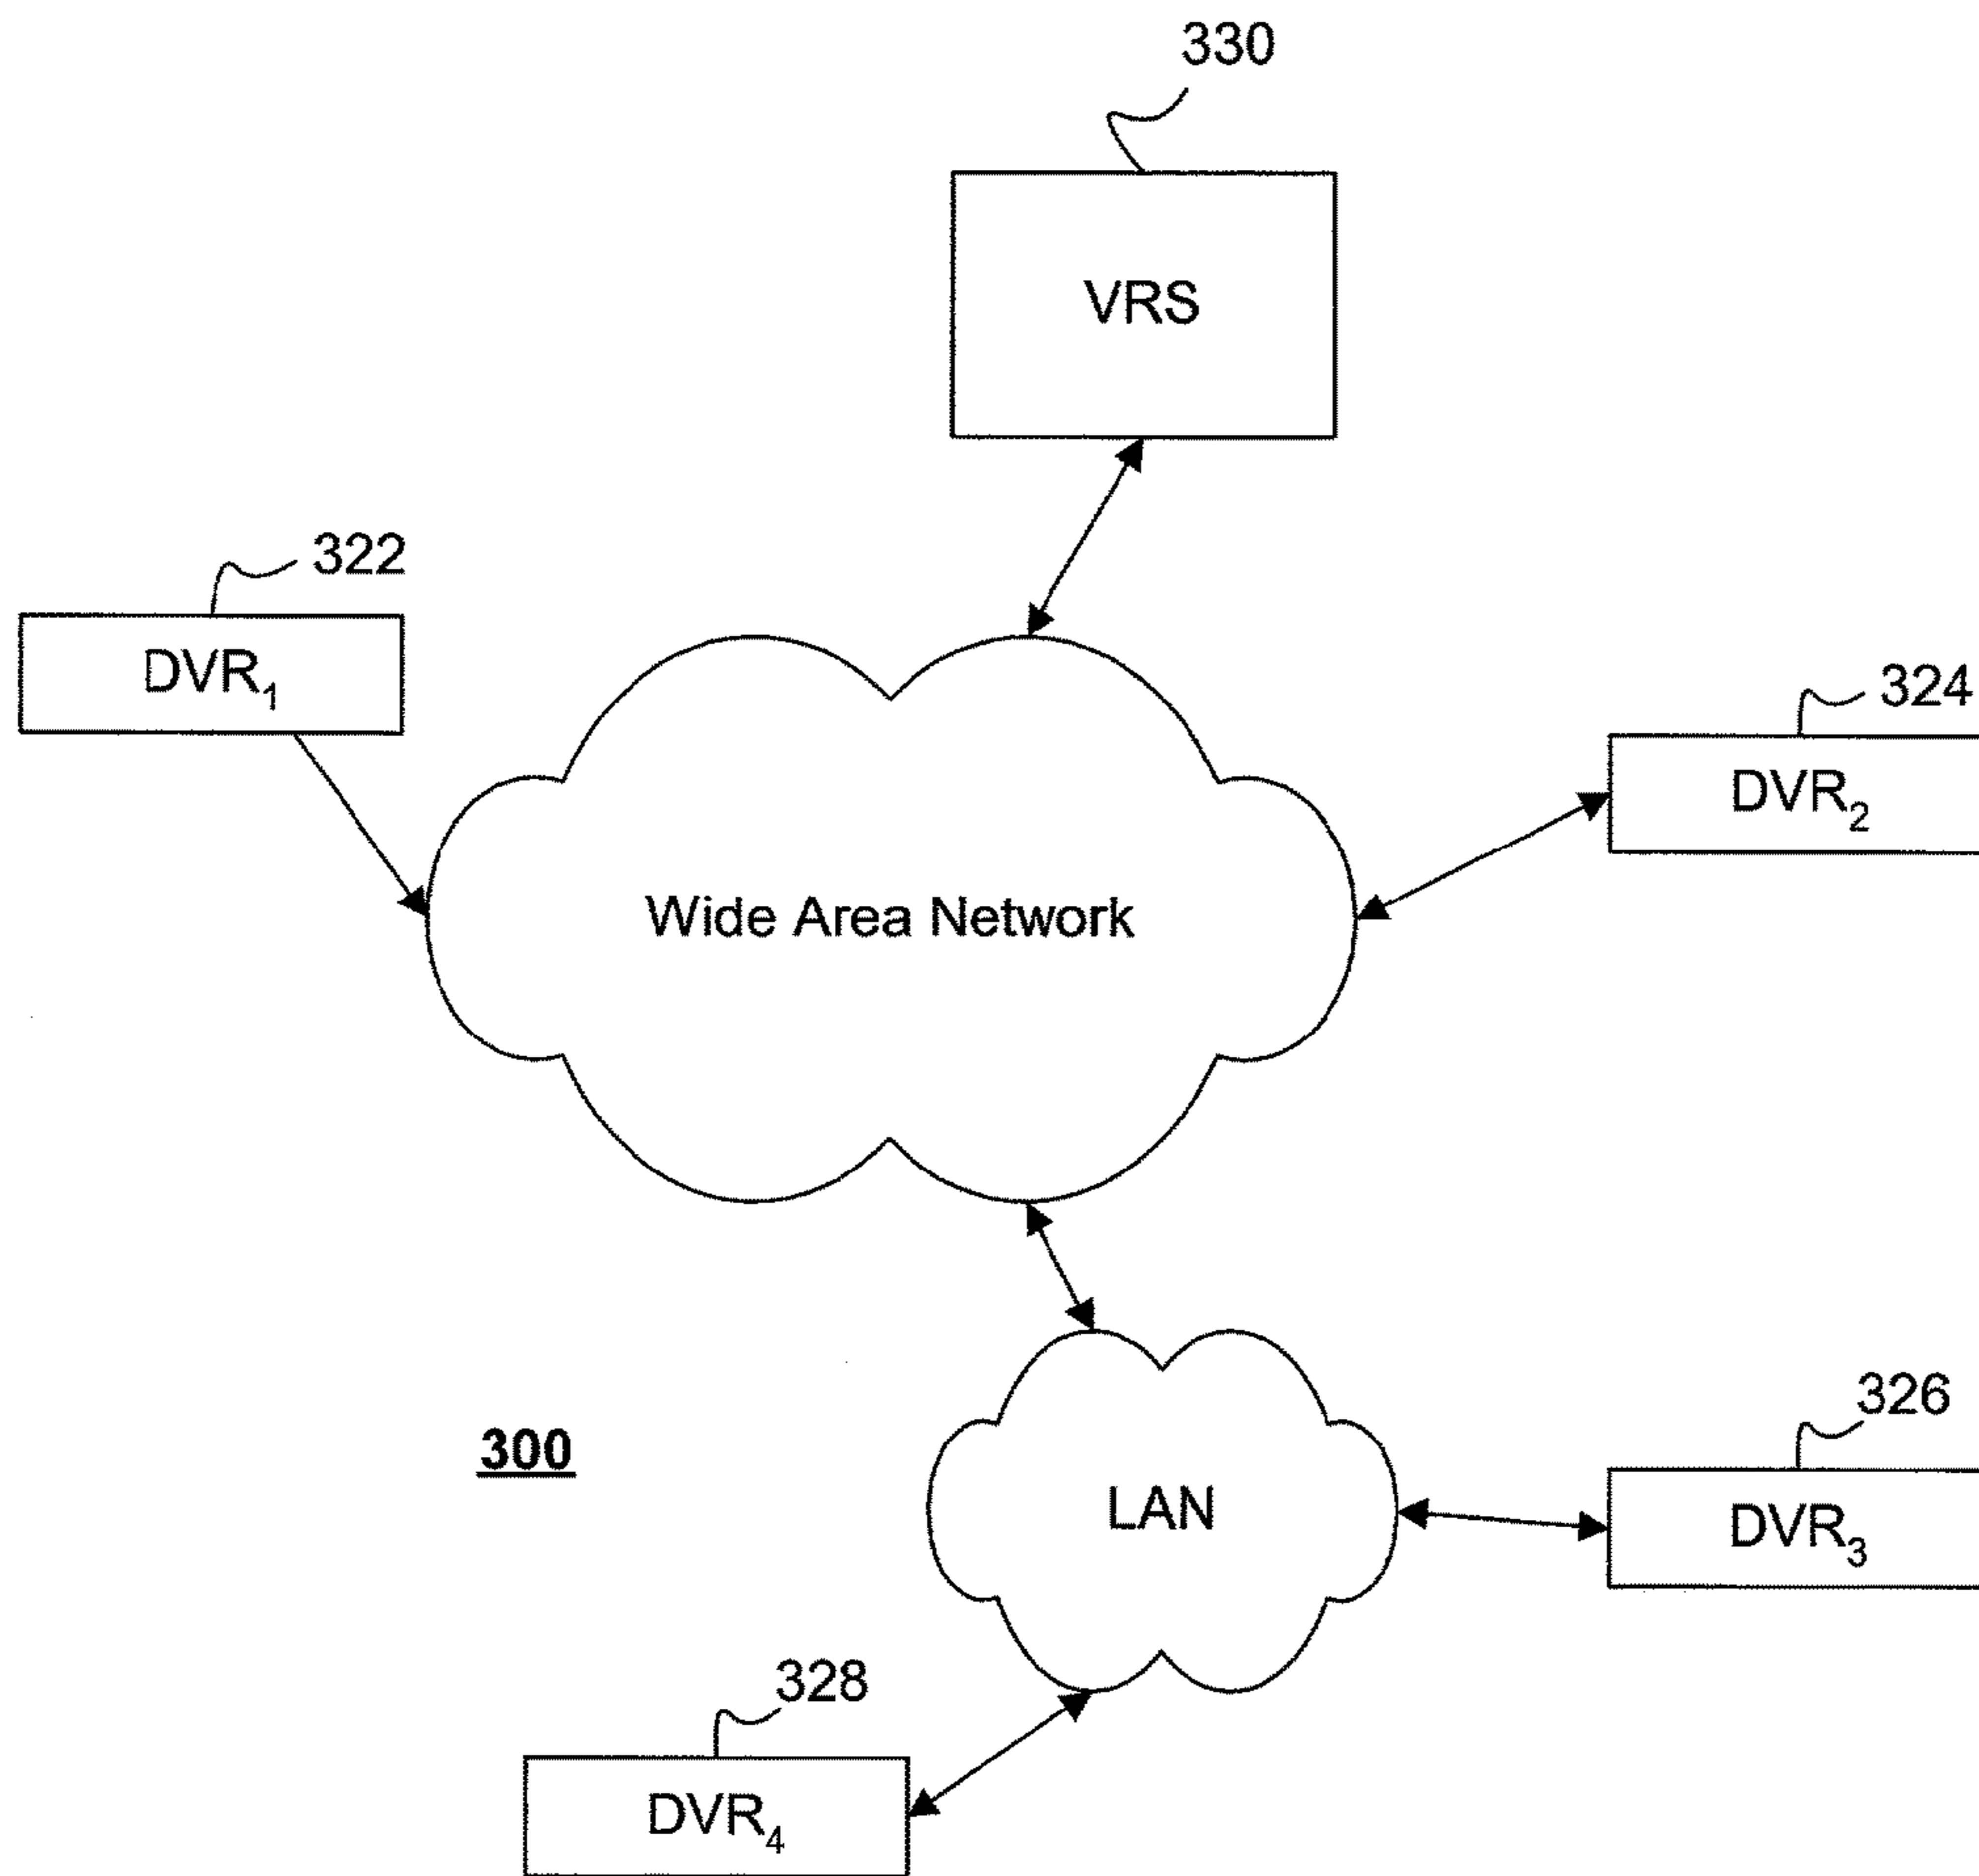 330
VRS
322
DVR₁
324
DVR₂
Wide Area Network
326
300
LAN
DVR₃
328
DVR₄